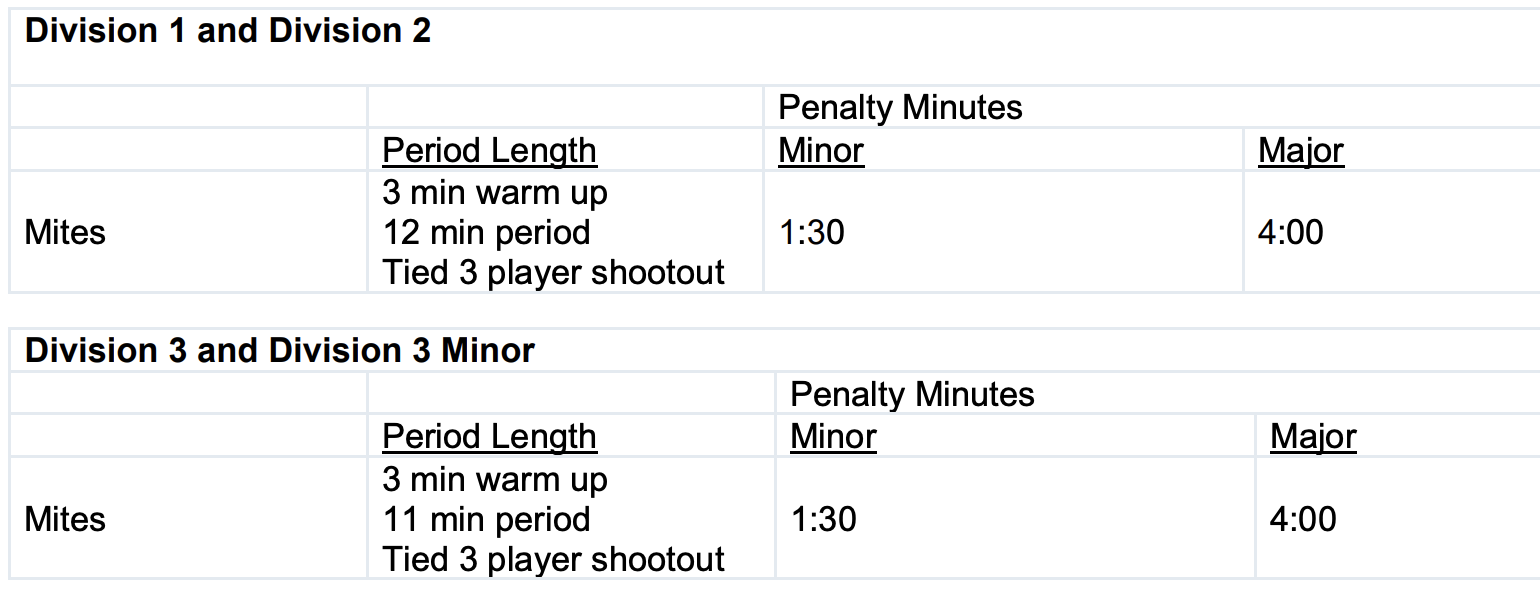 Division 1 and Division 2
Penalty Minutes
Period Length Minor Major
3 min warm up
Mites 12 min period 1:30 4:00
Tied 3 player shootout
Division 3 and Division 3 Minor
Penalty Minutes
Period Length Minor Major
3 min warm up
Mites 11 min period 1:30 4:00
Tied 3 player shootout